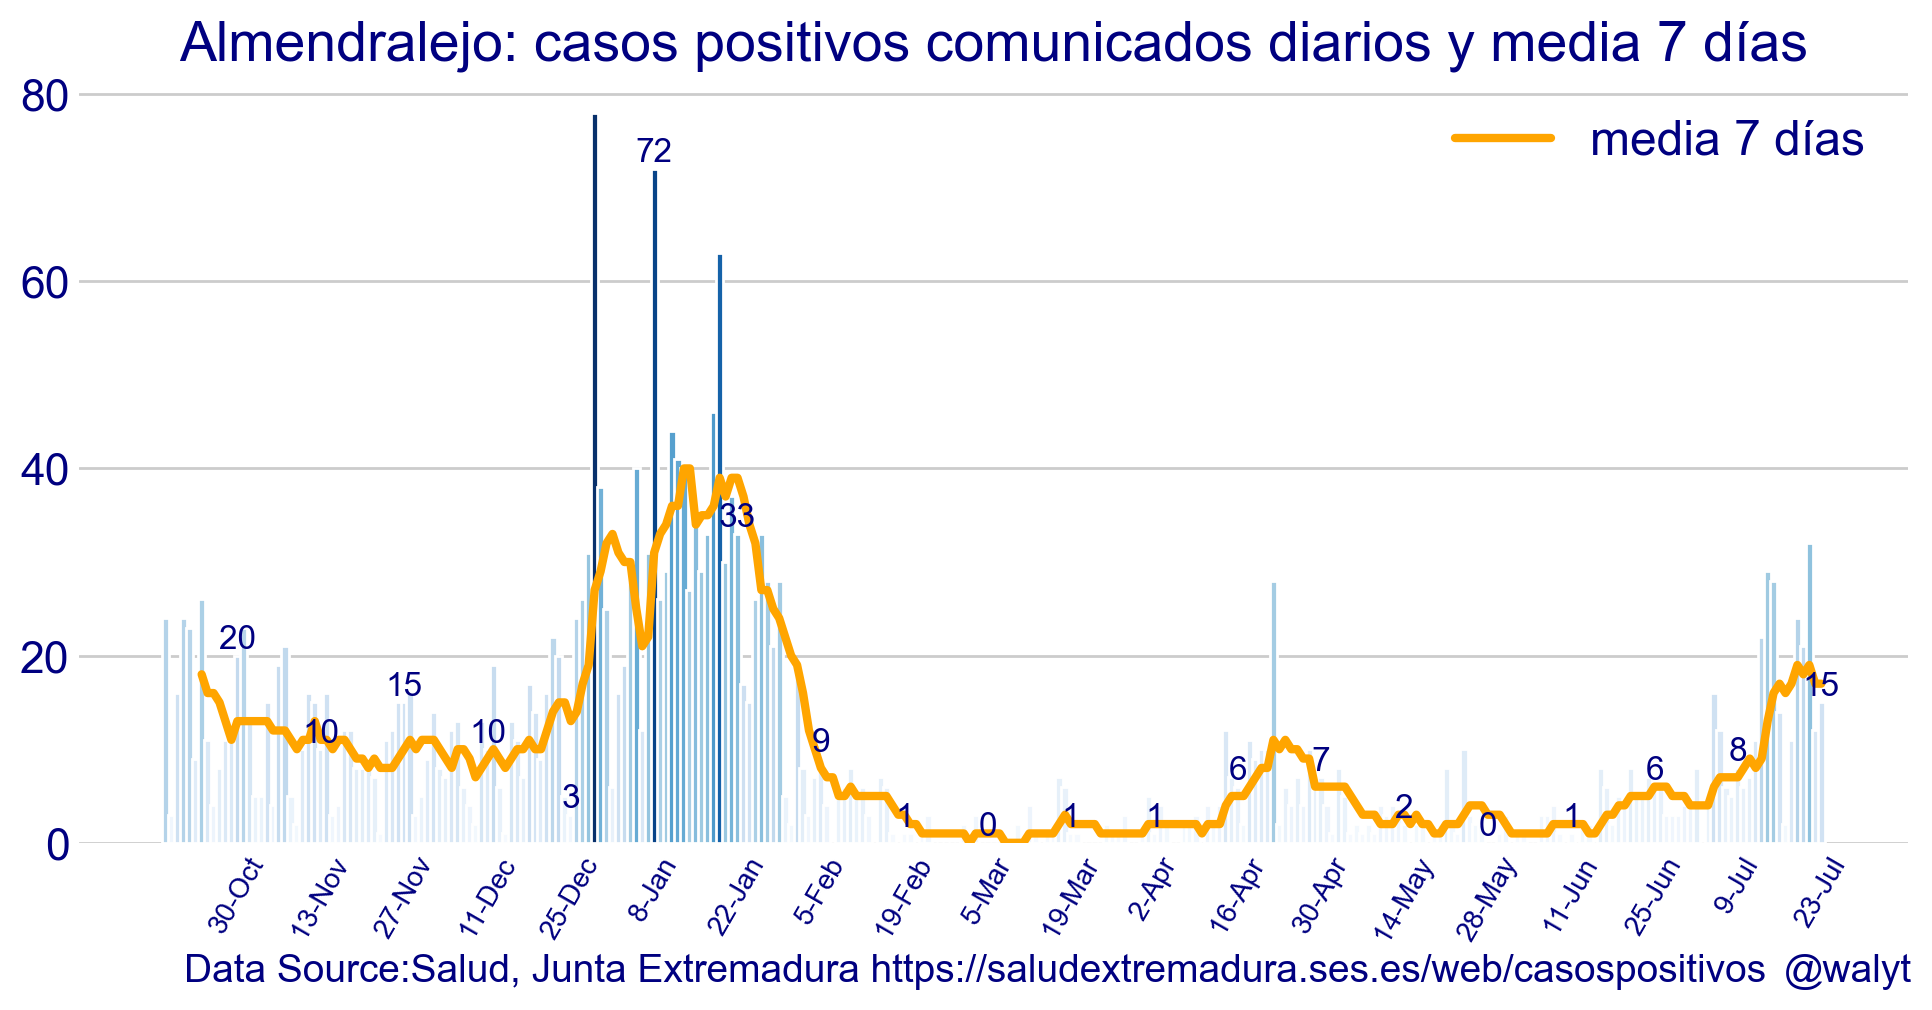 Almendralejo: casos positivos comunicados diarios y media 7 días
80
media 7 días
72
60
40
33
20
20
15
15
10
10
9
8
7
6
6
3
2
1
1
1
0
0
0
30-Oct
13-Nov
27-Nov
11-Dec
25-Dec
8-Jan
22-Jan
5-Feb
19-Feb
5-Mar
19-Mar
2-Apr
16-Apr
30-Apr
14-May
28-May
11-Jun
25-Jun
9-Jul
23-Jul
Data Source:Salud, Junta Extremadura https://saludextremadura.ses.es/web/casospositivos @walyt